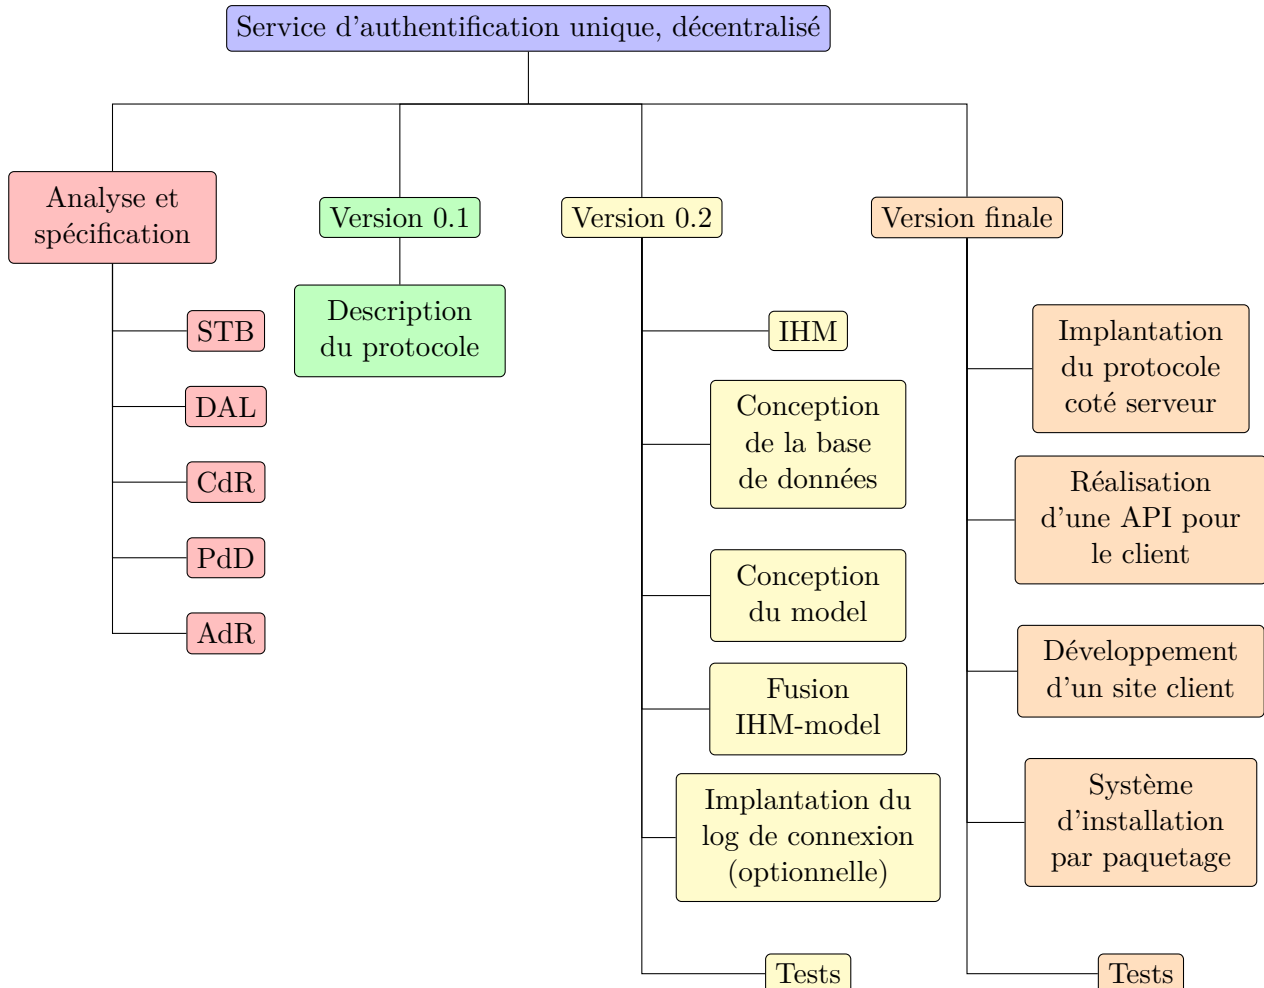 Service d'authentification unique, décentralisé
Analyse et
spécification
STB
DAL
CdR
PdD
AdR
Version 0.1
Description
du protocole
Version 0.2
IHM
Conception
de la base
de données
Conception
du model
Fusion
IHM-model
Implantation du
log de connexion
(optionnelle)
Tests
Version finale
Implantation
du protocole
coté serveur
Réalisation
d'une API pour
le client
Développement
d'un site client
Système
d'installation
par paquetage
Tests